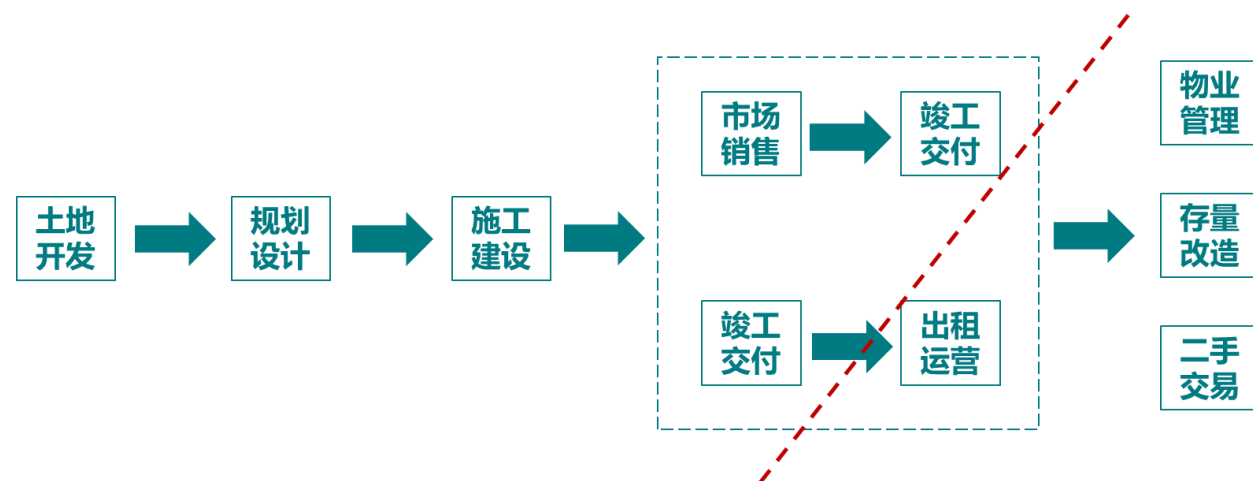 土地
开发
规划
设计
施工
建设
市场
销售
竣工
交付
竣工
交付
出租
运营
物业
管理
存量
改造
二手
交易